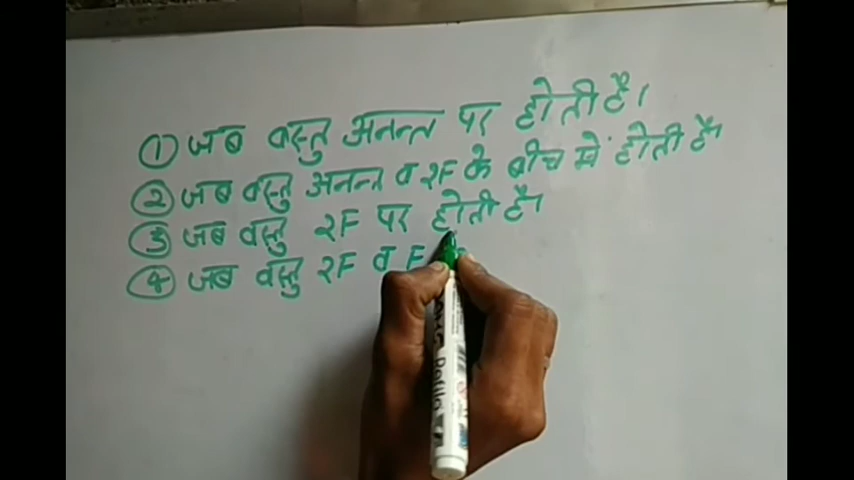 ① जब वस्तु अनन्त पर होती है।
② जब वस्तु अनन्त व 2F के बीच में होती है।
③ जब वस्तु 2F पर होती है।
④ जब वस्तु 2F व F